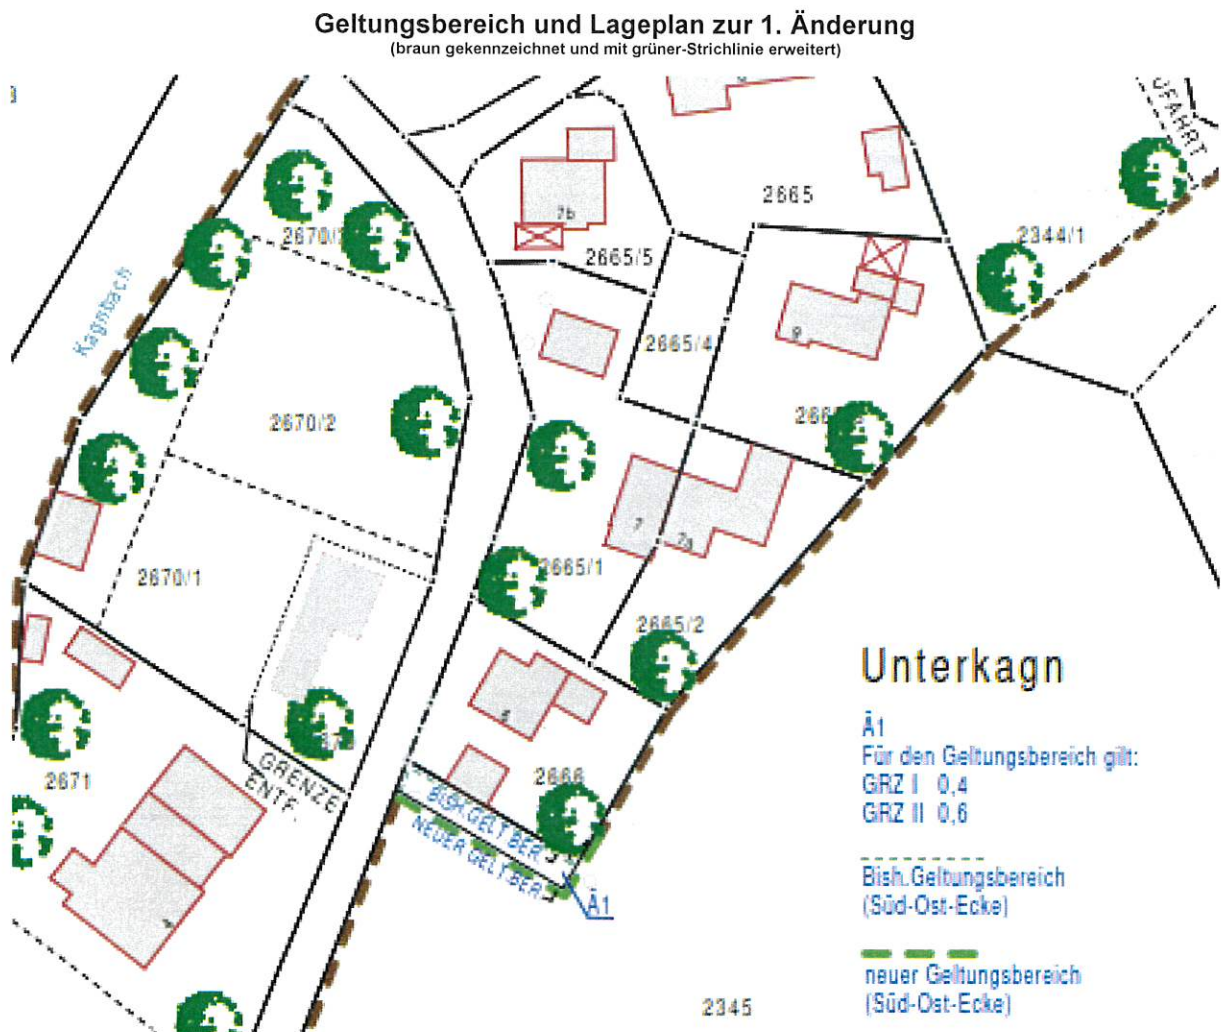 Geltungsbereich und Lageplan zur 1. Änderung
(braun gekennzeichnet und mit grüner-Strichlinie erweitert)
2665
7b
2670/
2665/5
2344/1
Kagnbach
9
2665/4
2670/2
7
7a
2670/1
2665/1
2665/2
Unterkagn
5
Ä1
Für den Geltungsbereich gilt:
GRZ I 0,4
GRZ II 0,6
2671
GRENZE
ENTF.
2666
BISH.GELT.BER.
NEUER GELT.BER.
Ä1
Bish.Geltungsbereich
(Süd-Ost-Ecke)
neuer Geltungsbereich
(Süd-Ost-Ecke)
2345